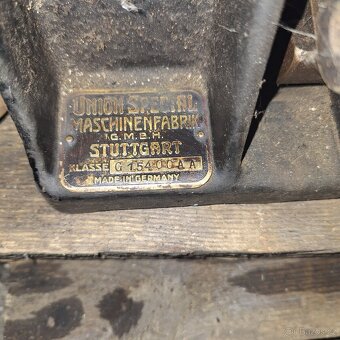 UNION SPECIAL
MASCHINENFABRIK
G.M.B.H.
STUTTGART
KLASSE G 15400 A A
MADE IN GERMANY